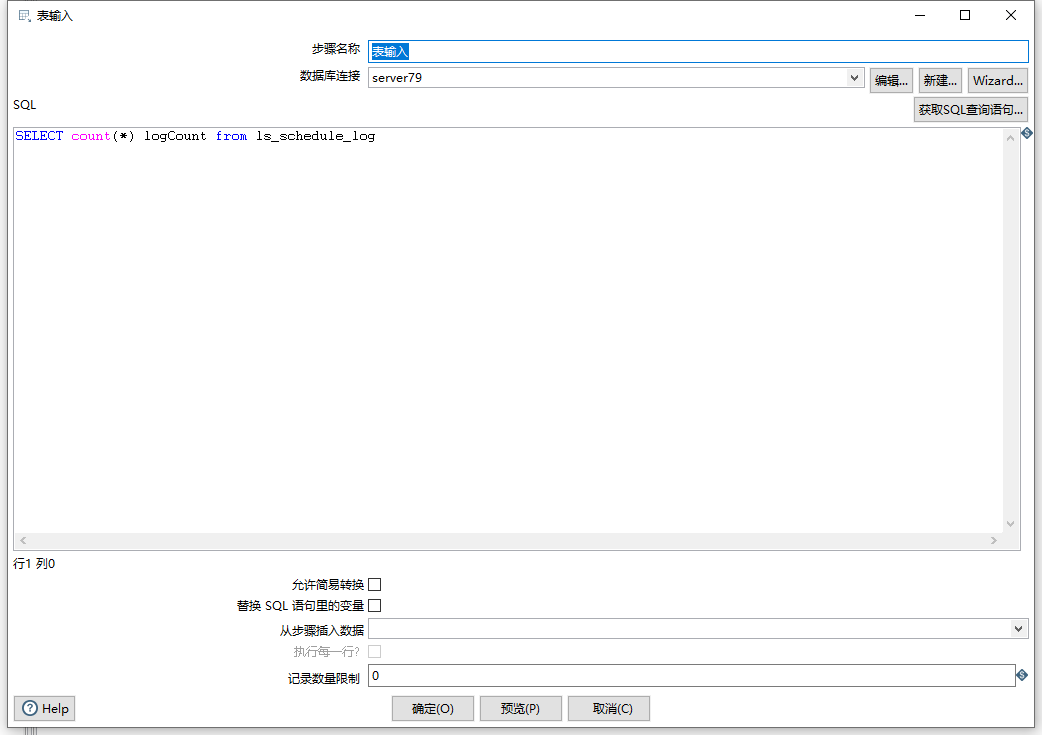 表输入
步骤名称 表输入
数据库连接 server79 编辑... 新建... Wizard...
SQL 获取SQL查询语句...
SELECT count(*) logCount from ls_schedule_log
行1 列0
允许简易转换
替换 SQL 语句里的变量
从步骤插入数据
执行每一行?
记录数量限制 0
Help 确定(O) 预览(P) 取消(C)